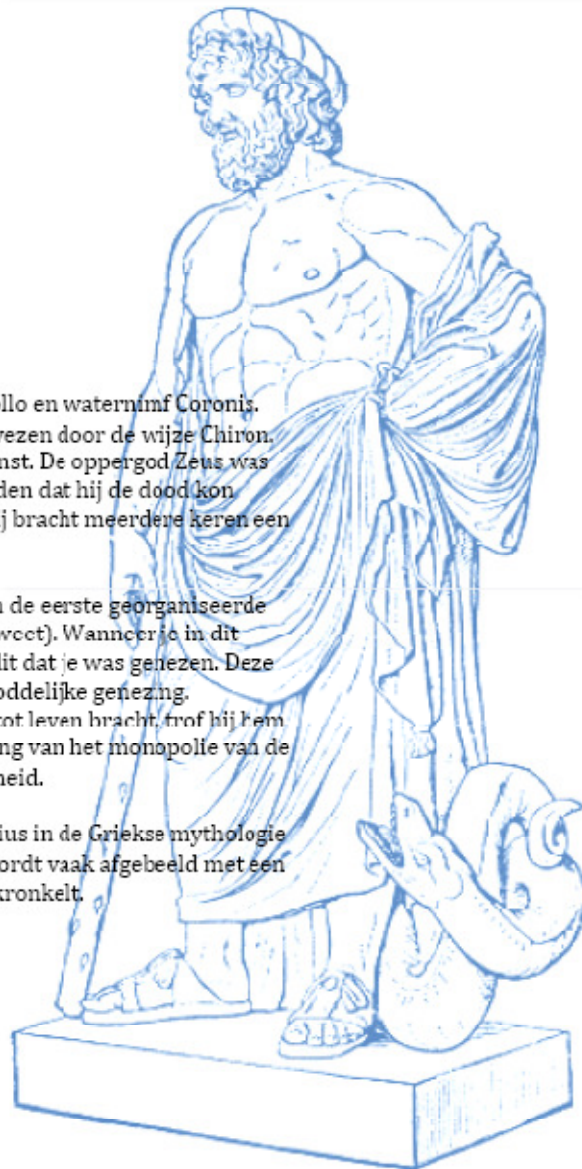 llo en waternimf Coronis.
ezen door de wijze Chiron.
nst. De oppergod Zeus was
den dat hij de dood kon
ij bracht meerdere keren een
de eerste georganiseerde
weet). Wanneer je in dit
dit dat je was genezen. Deze
oddelijke genezing.
tot leven bracht, trof hij hem
ng van het monopolie van de
heid.
ius in de Griekse mythologie
ordt vaak afgebeeld met een
kronkelt.